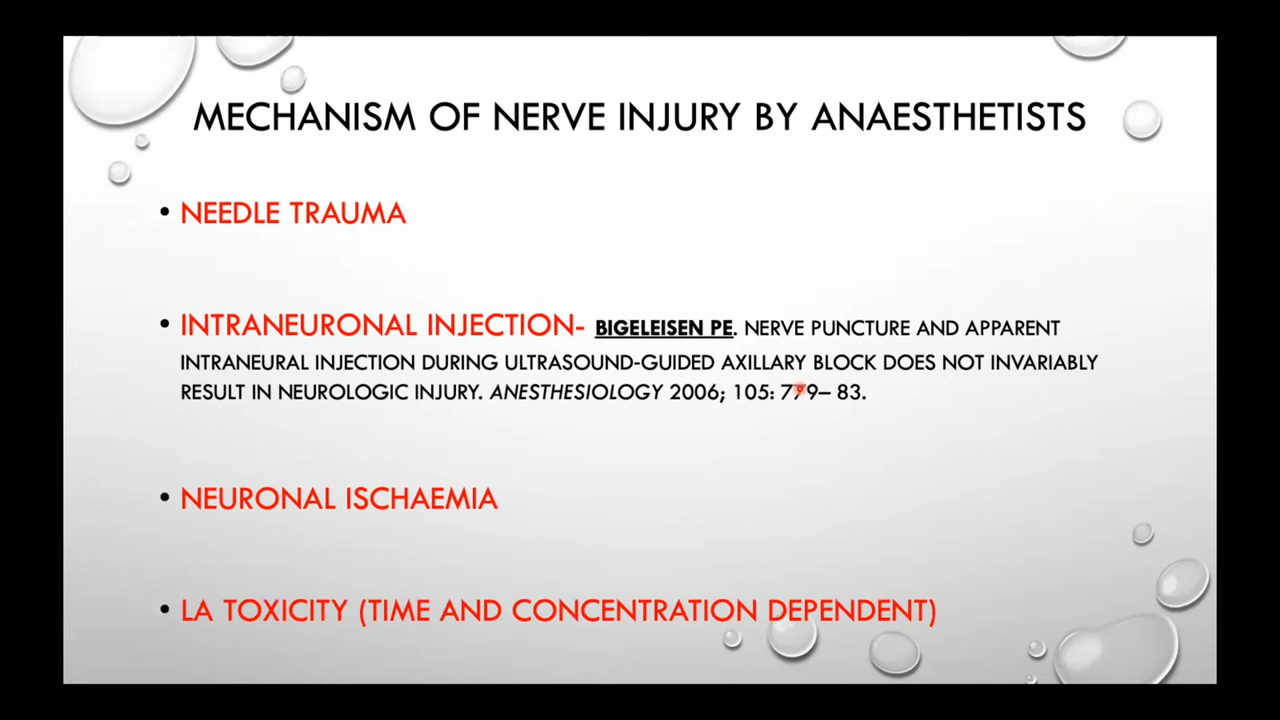 MECHANISM OF NERVE INJURY BY ANAESTHETISTS
• NEEDLE TRAUMA
• INTRANEURONAL INJECTION- BIGELEISEN PE. NERVE PUNCTURE AND APPARENT
INTRANEURAL INJECTION DURING ULTRASOUND-GUIDED AXILLARY BLOCK DOES NOT INVARIABLY
RESULT IN NEUROLOGIC INJURY. ANESTHESIOLOGY 2006; 105: 779– 83.
• NEURONAL ISCHAEMIA
• LA TOXICITY (TIME AND CONCENTRATION DEPENDENT)